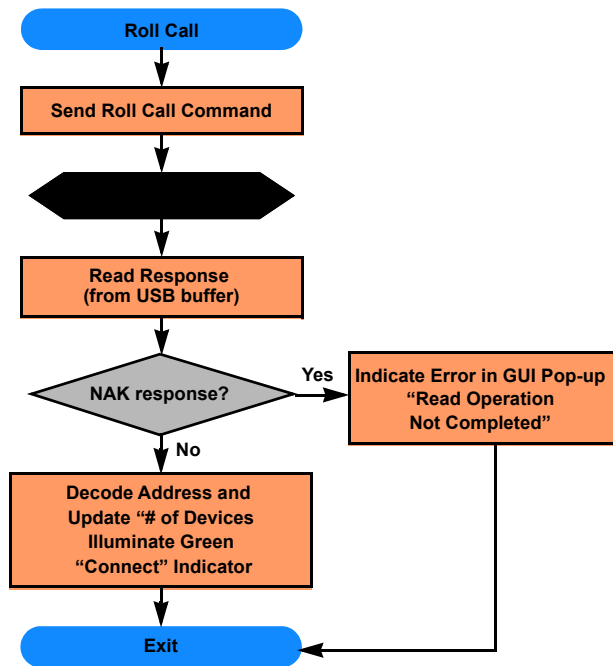 Roll Call
Send Roll Call Command
Read Response
(from USB buffer)
NAK response?
Yes
Indicate Error in GUI Pop-up
“Read Operation
Not Completed”
No
Decode Address and
Update “# of Devices
Illuminate Green
“Connect” Indicator
Exit